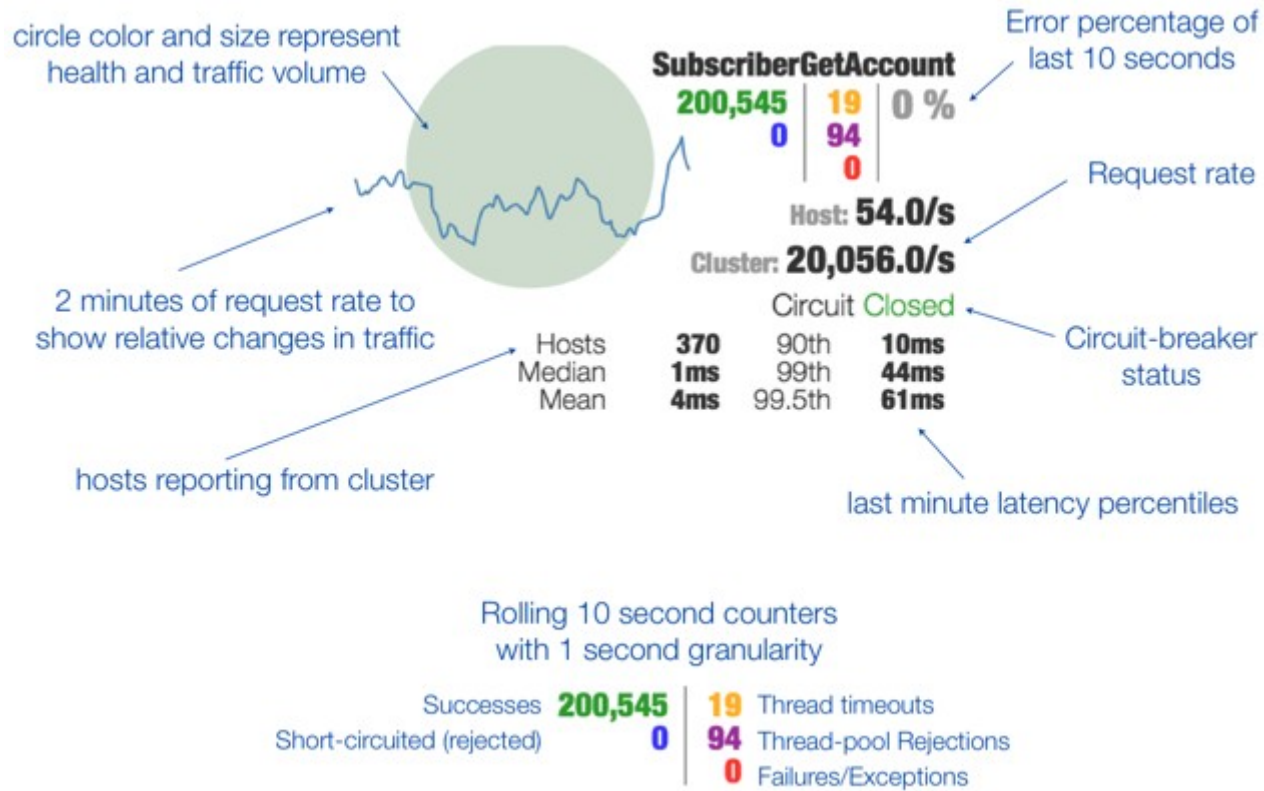 circle color and size represent
health and traffic volume
Error percentage of
last 10 seconds
SubscriberGetAccount
200,545 19 0 %
0 94
0
Request rate
Host: 54.0/s
Cluster: 20,056.0/s
2 minutes of request rate to
show relative changes in traffic
Circuit Closed
Circuit-breaker
status
Hosts 370 90th 10ms
Median 1ms 99th 44ms
Mean 4ms 99.5th 61ms
hosts reporting from cluster
last minute latency percentiles
Rolling 10 second counters
with 1 second granularity
Successes 200,545 19 Thread timeouts
Short-circuited (rejected) 0 94 Thread-pool Rejections
0 Failures/Exceptions